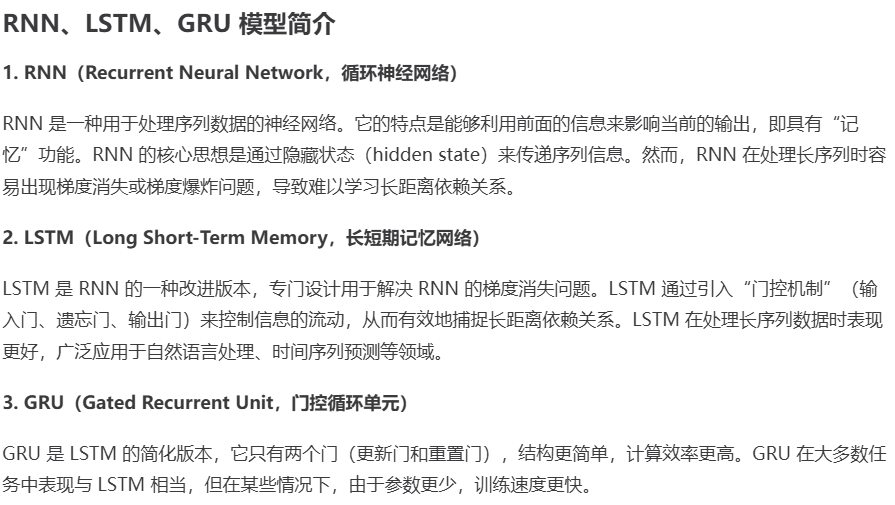 RNN、LSTM、GRU 模型简介
1. RNN（Recurrent Neural Network，循环神经网络）
RNN 是一种用于处理序列数据的神经网络。它的特点是能够利用前面的信息来影响当前的输出，即具有“记
忆”功能。RNN 的核心思想是通过隐藏状态（hidden state）来传递序列信息。然而，RNN 在处理长序列时容
易出现梯度消失或梯度爆炸问题，导致难以学习长距离依赖关系。
2. LSTM（Long Short-Term Memory，长短期记忆网络）
LSTM 是 RNN 的一种改进版本，专门设计用于解决 RNN 的梯度消失问题。LSTM 通过引入“门控机制”（输
入门、遗忘门、输出门）来控制信息的流动，从而有效地捕捉长距离依赖关系。LSTM 在处理长序列数据时表现
更好，广泛应用于自然语言处理、时间序列预测等领域。
3. GRU（Gated Recurrent Unit，门控循环单元）
GRU 是 LSTM 的简化版本，它只有两个门（更新门和重置门），结构更简单，计算效率更高。GRU 在大多数任
务中表现与 LSTM 相当，但在某些情况下，由于参数更少，训练速度更快。